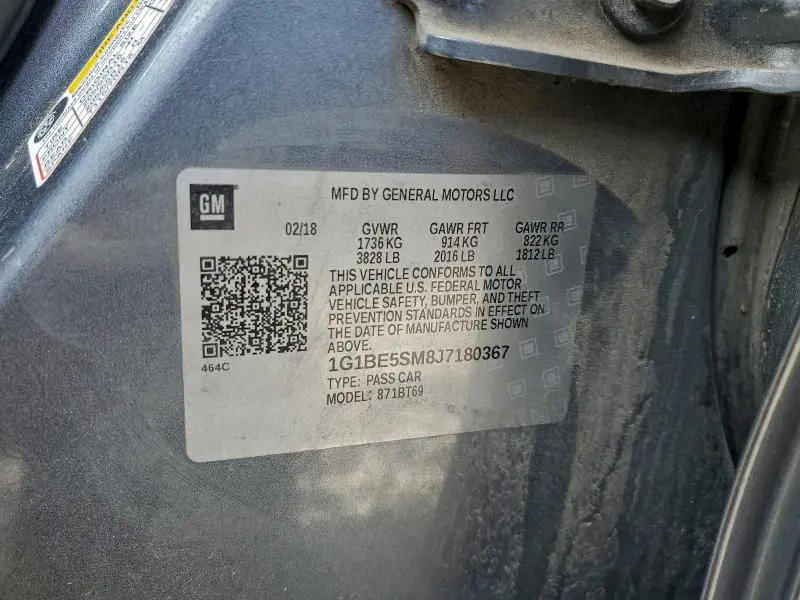 GM
MFD BY GENERAL MOTORS LLC
02/18 GVWR GAWR FRT GAWR RR
1736 KG 914 KG 822 KG
3828 LB 2016 LB 1812 LB
THIS VEHICLE CONFORMS TO ALL
APPLICABLE U.S. FEDERAL MOTOR
VEHICLE SAFETY, BUMPER, AND THEFT
PREVENTION STANDARDS IN EFFECT ON
THE DATE OF MANUFACTURE SHOWN
ABOVE.
464C
1G1BE5SM8J7180367
TYPE: PASS CAR
MODEL: 871BT69